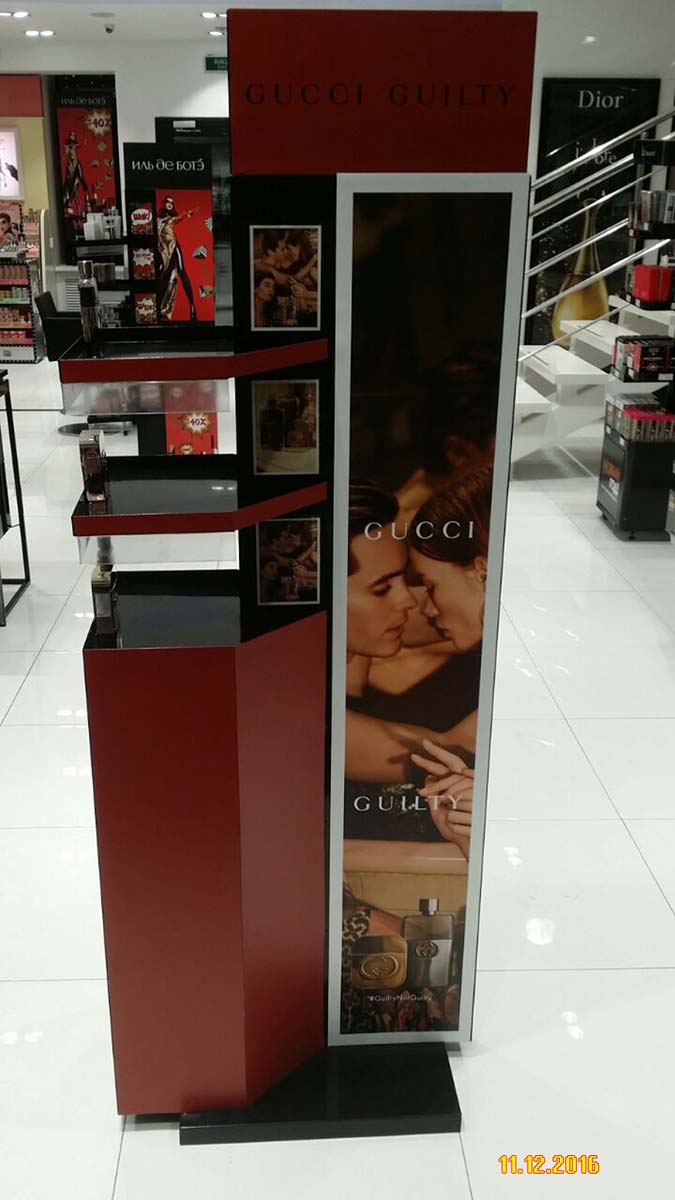 GUCCI GUILTY
Dior
ИЛЬ ДЕ БОТЭ
-40%
ИЛЬ ДЕ БОТЭ
GUCCI
GUILTY
#GuiltyNotGuilty
11.12.2016